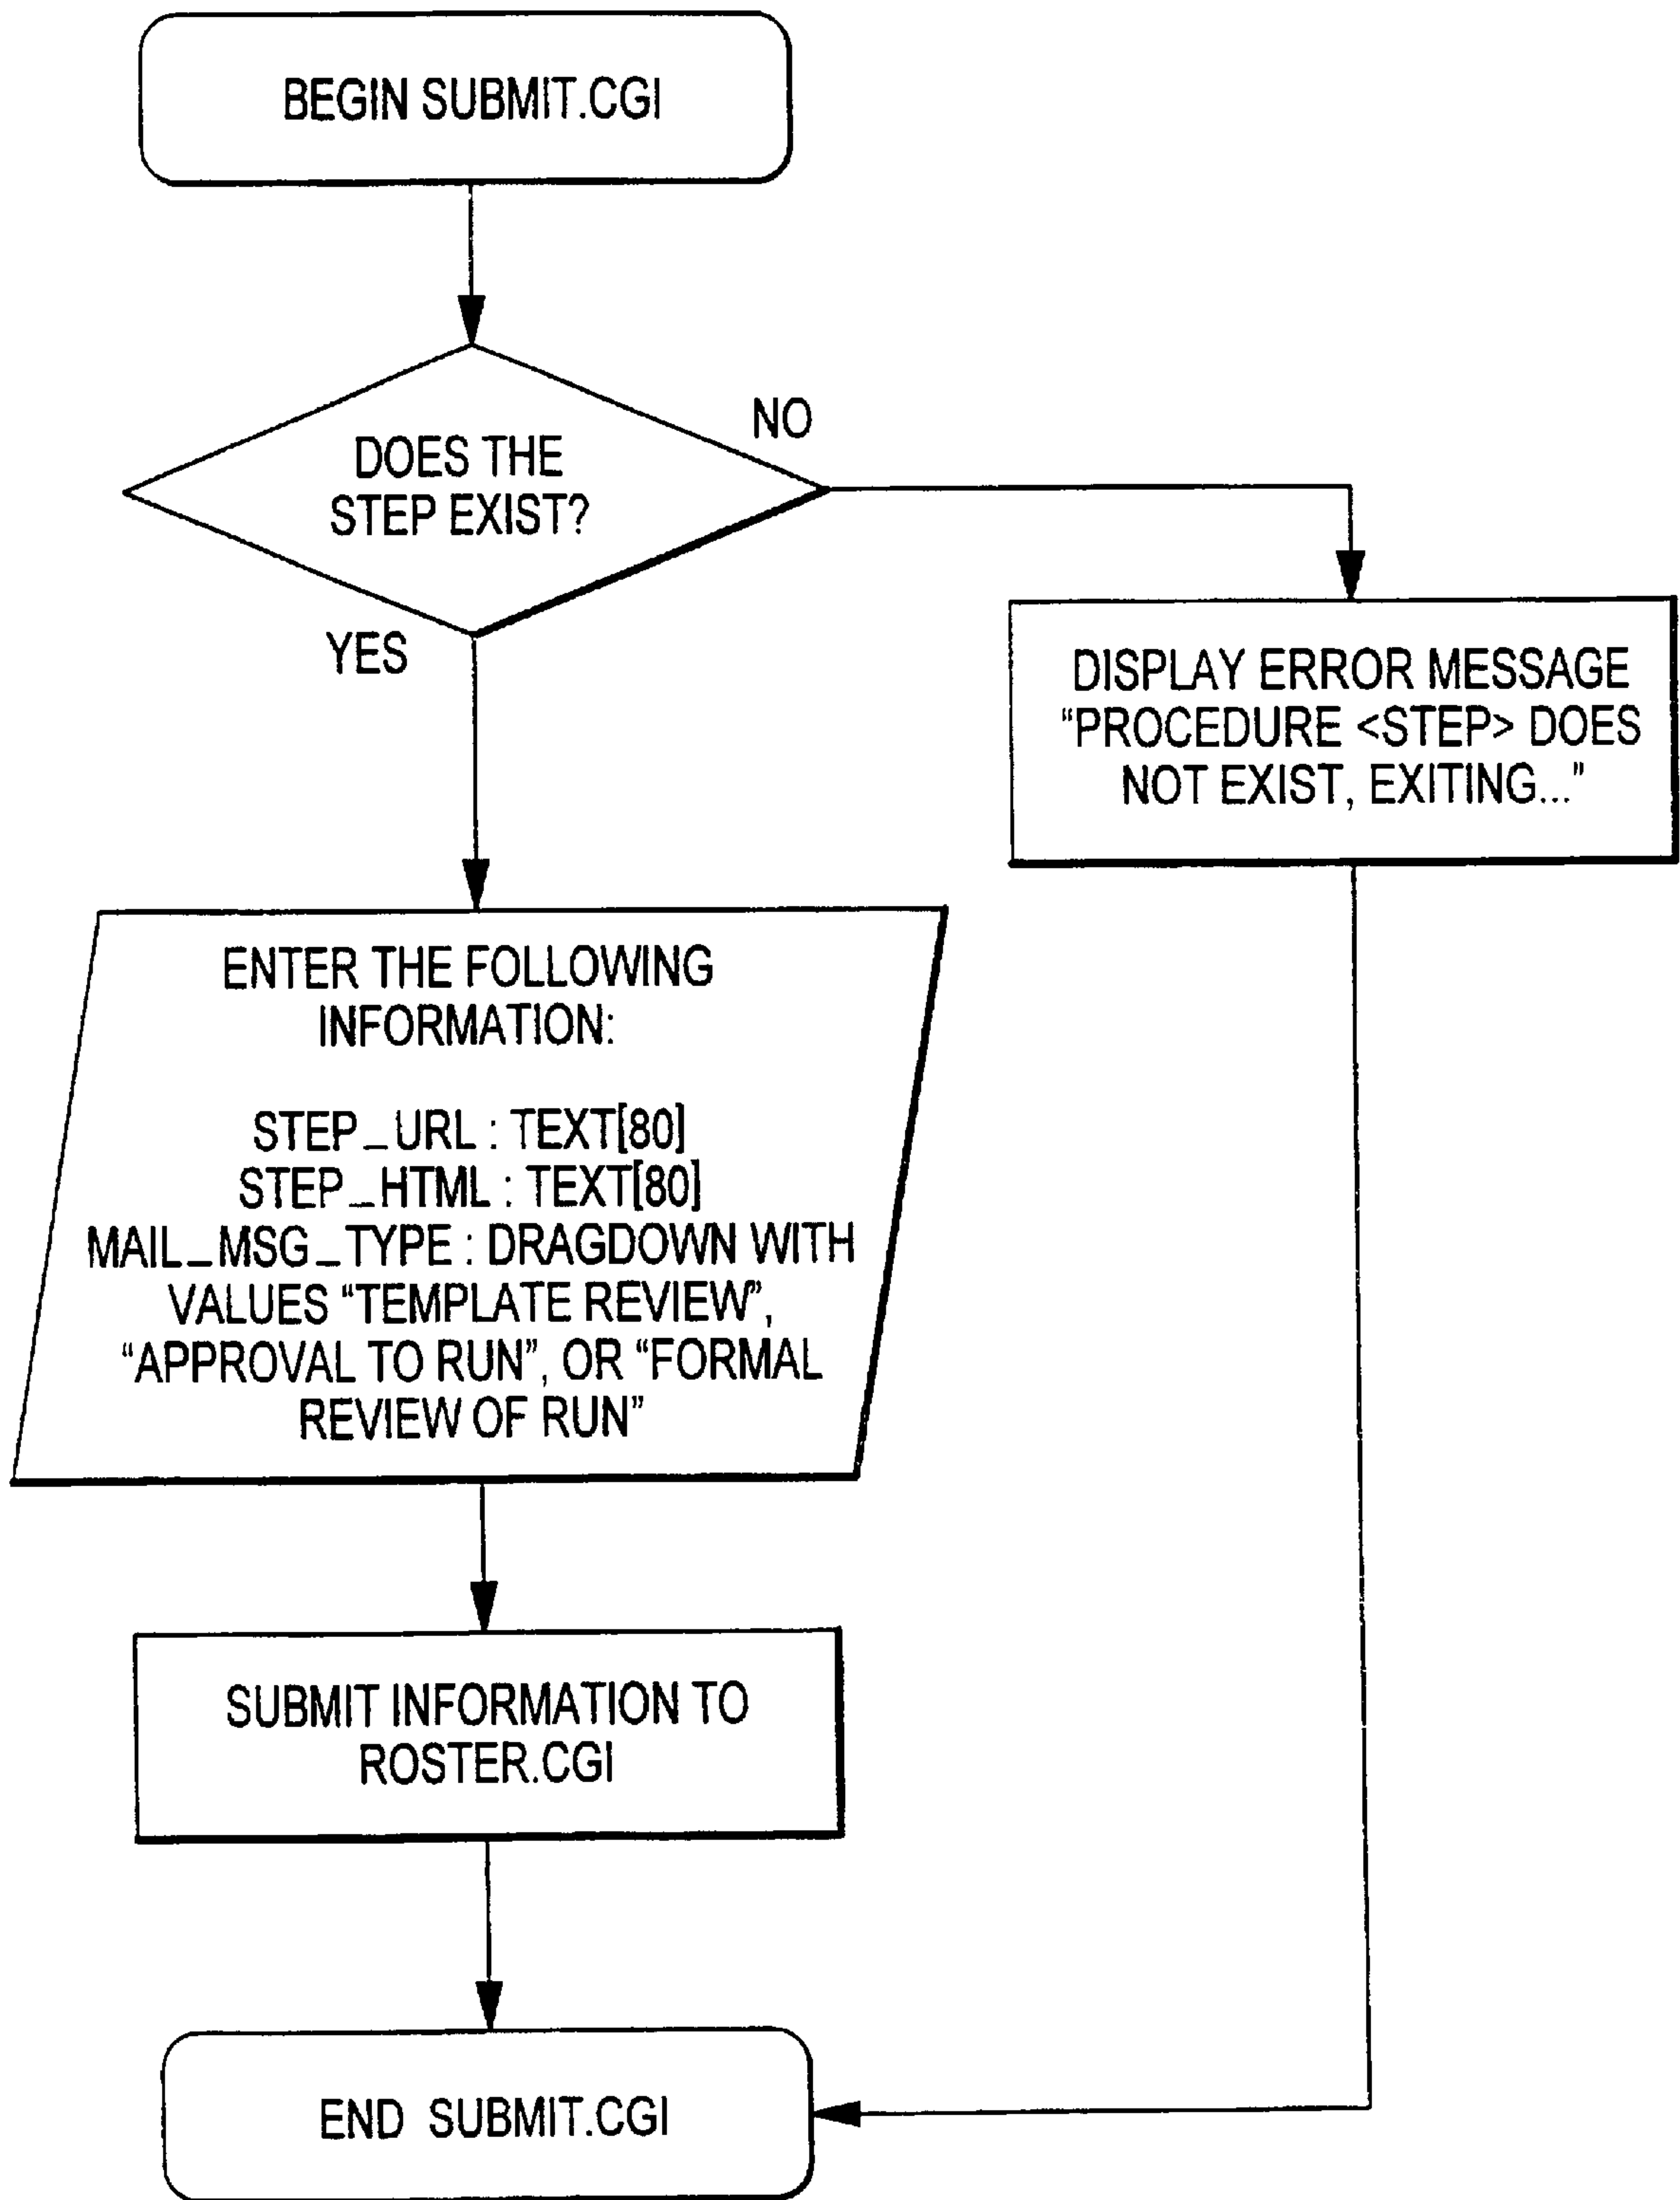 BEGIN SUBMIT.CGI
DOES THE
STEP EXIST?
NO
YES
DISPLAY ERROR MESSAGE
“PROCEDURE <STEP> DOES
NOT EXIST, EXITING...”
ENTER THE FOLLOWING
INFORMATION:
STEP_URL : TEXT[80]
STEP_HTML : TEXT[80]
MAIL_MSG_TYPE : DRAGDOWN WITH
VALUES “TEMPLATE REVIEW”,
“APPROVAL TO RUN”, OR “FORMAL
REVIEW OF RUN”
SUBMIT INFORMATION TO
ROSTER.CGI
END SUBMIT.CGI